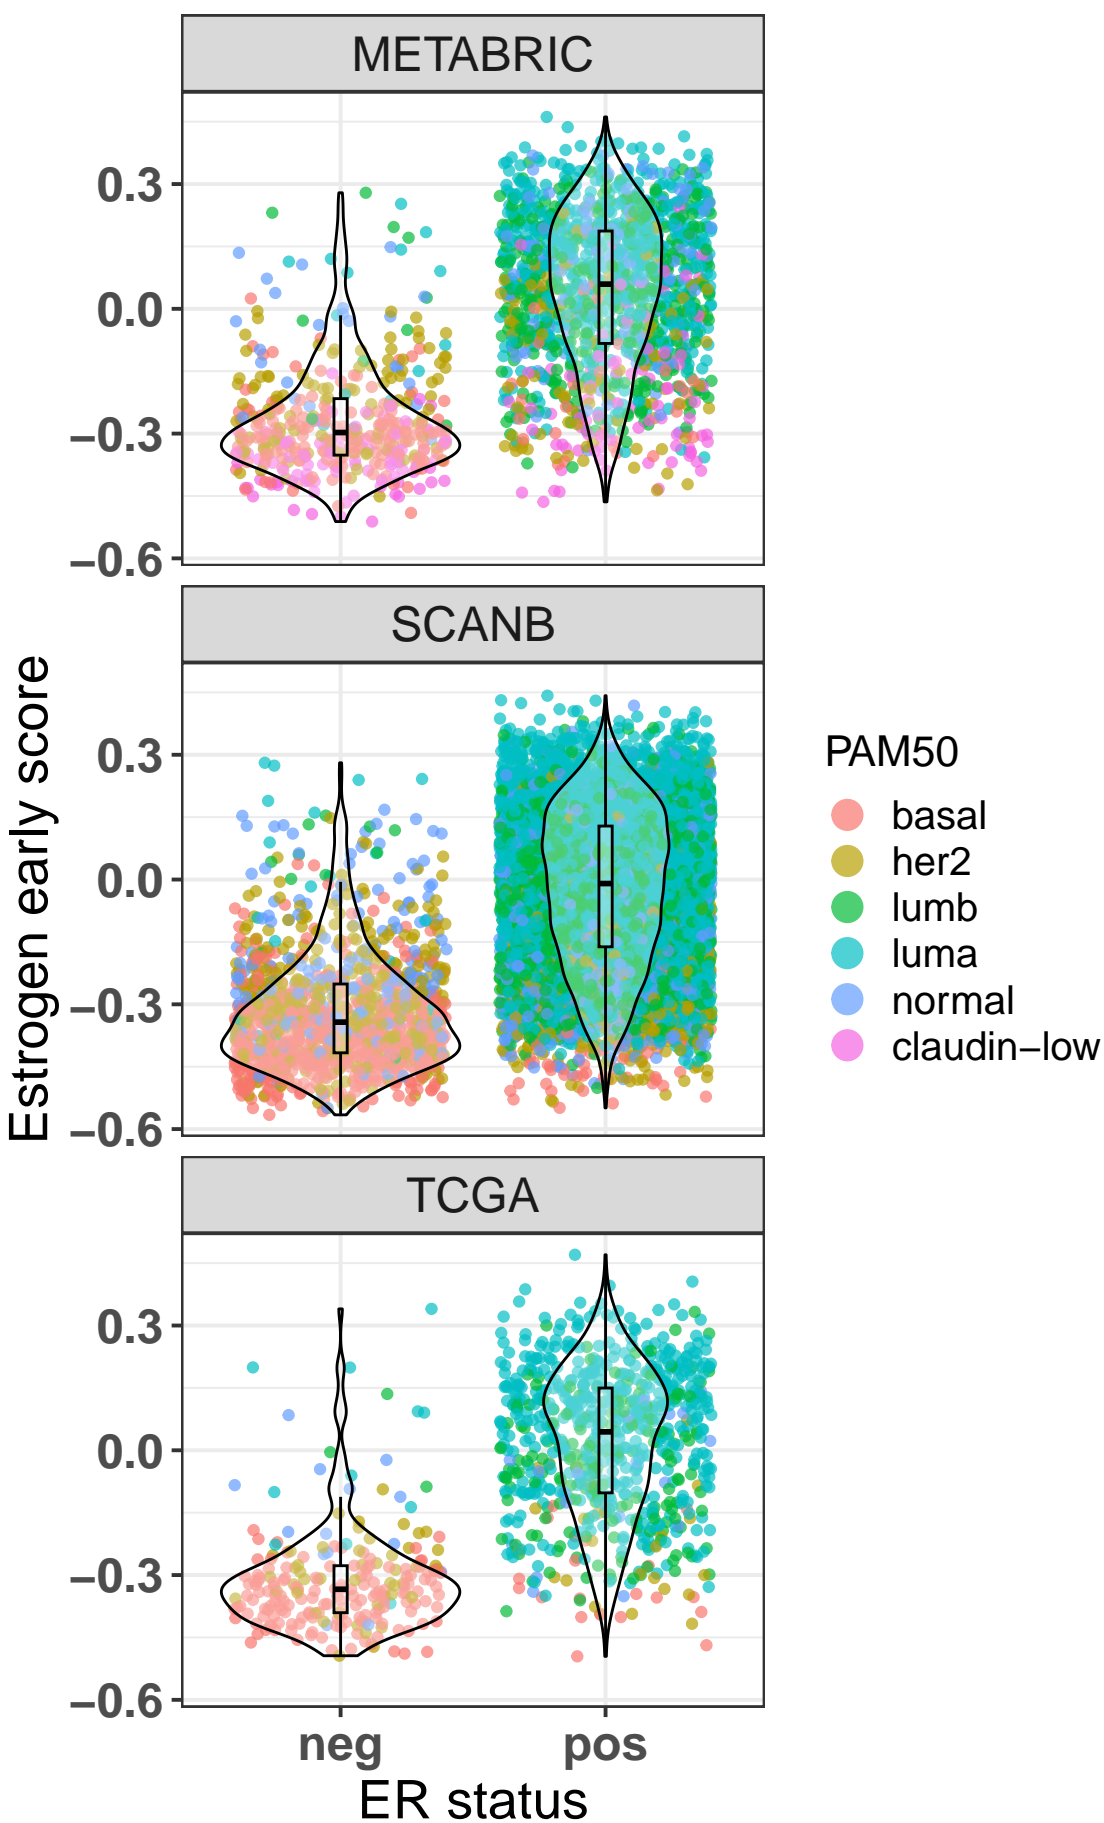 METABRIC
0.3
0.0
−0.3
−0.6
SCANB
0.3
0.0
−0.3
−0.6
TCGA
0.3
0.0
−0.3
−0.6
neg pos
ER status
Estrogen early score
PAM50
basal
her2
lumb
luma
normal
claudin−low